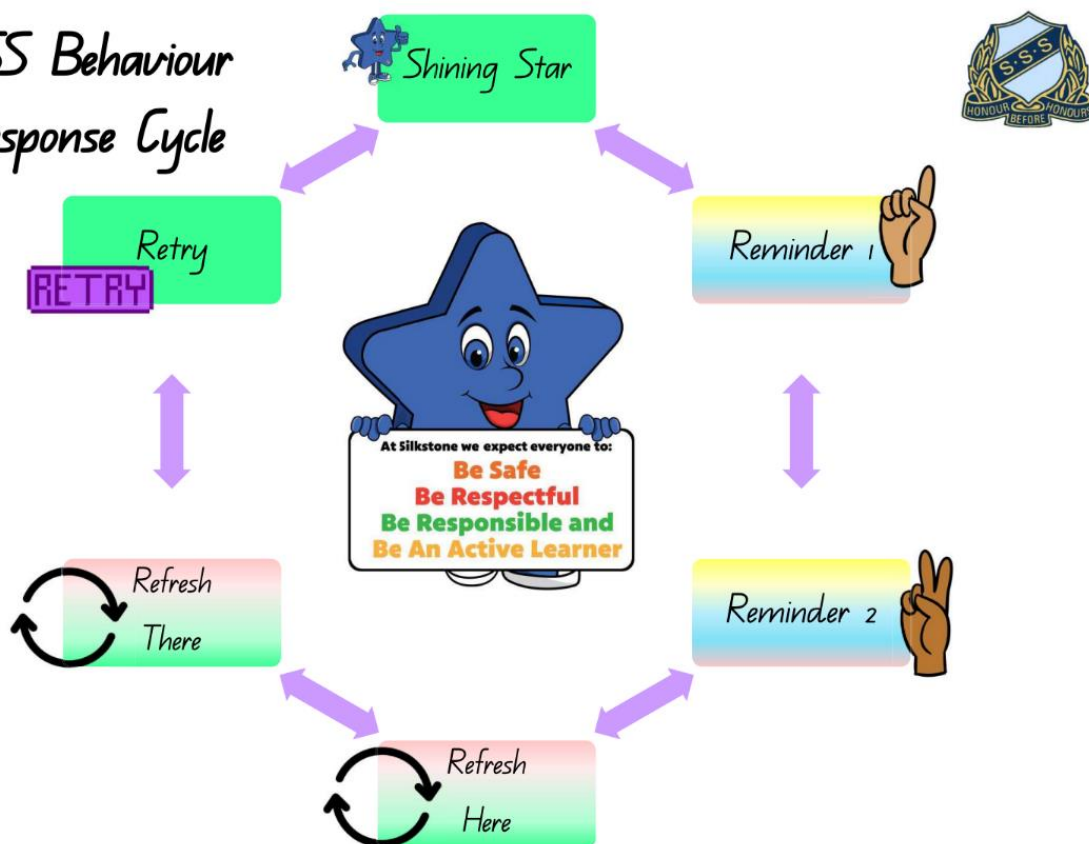 Behaviour
Cycle
Shining Star
S·S·S
HONOUR BEFORE HONOURS
Retry
RETRY
Reminder 1
At Silkstone we expect everyone to:
Be Safe
Be Respectful
Be Responsible and
Be An Active Learner
Refresh
There
Reminder 2
Refresh
Here